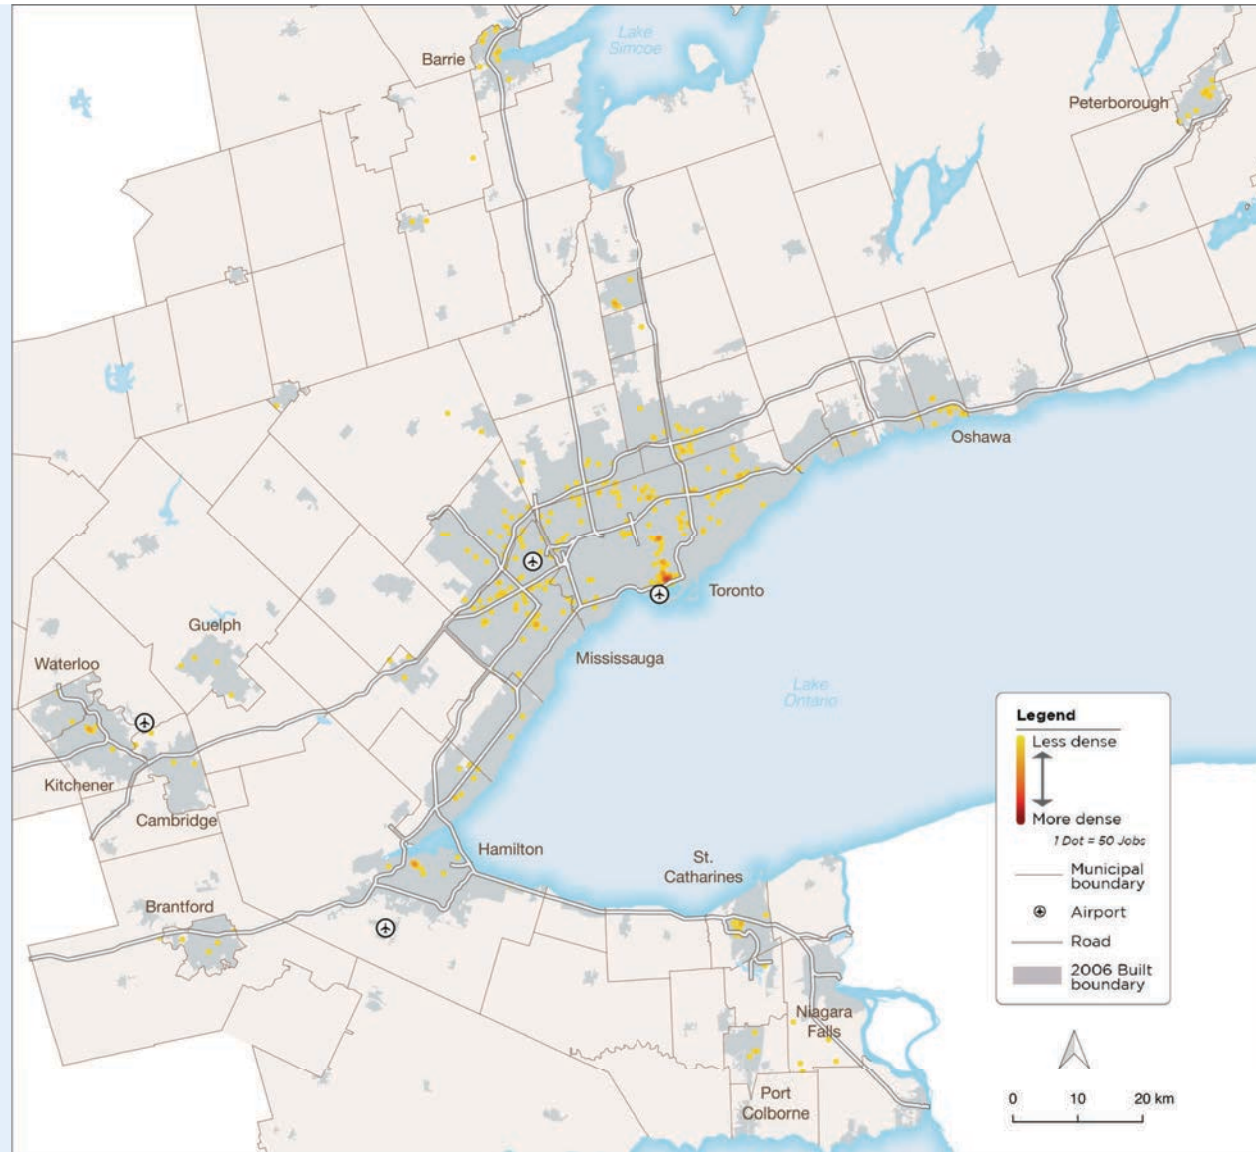 Lake
Simcoe
Barrie
Peterborough
Oshawa
Toronto
Guelph
Waterloo
Mississauga
Lake
Ontario
Kitchener
Cambridge
Hamilton
St.
Catharines
Brantford
Niagara
Falls
Port
Colborne
Legend
Less dense
More dense
1 Dot = 50 Jobs
Municipal
boundary
Airport
Road
2006 Built
boundary
0 10 20 km